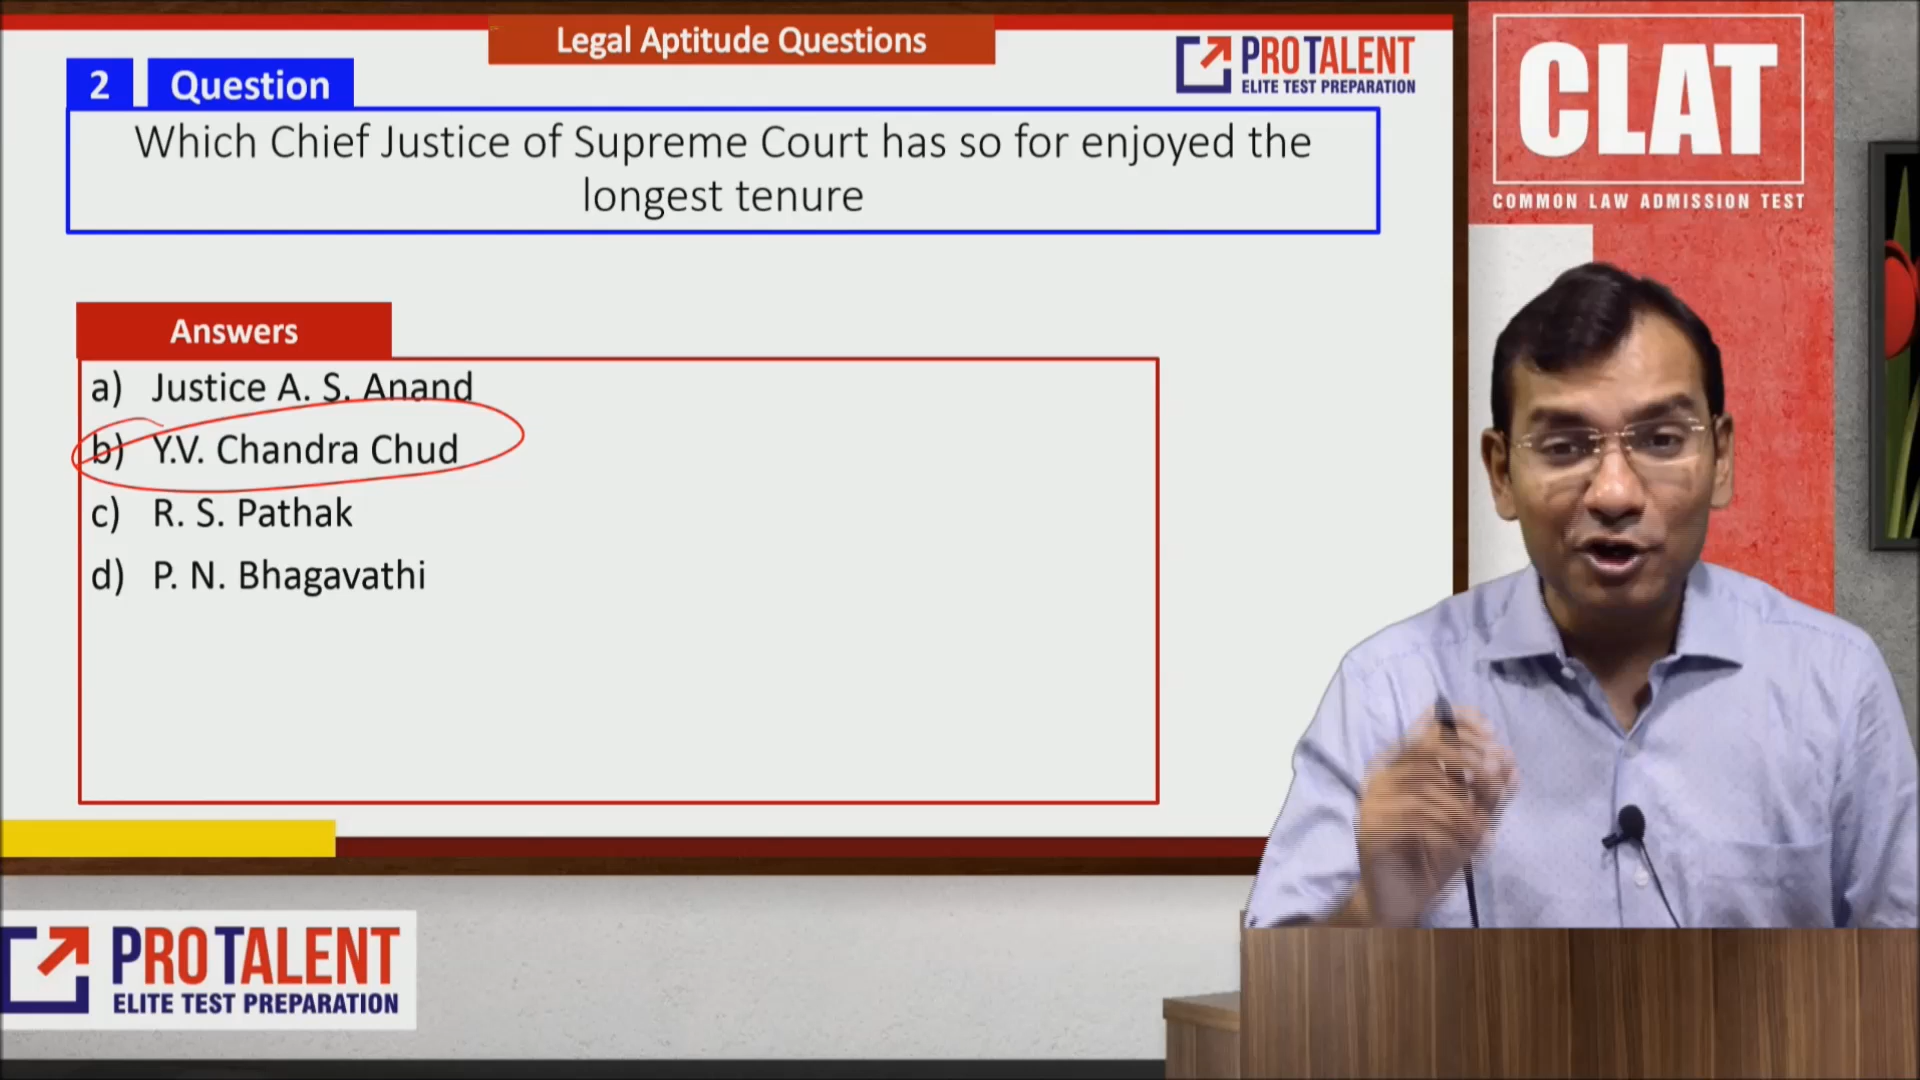 Legal Aptitude Questions
2 Question
PROTALENT
ELITE TEST PREPARATION
Which Chief Justice of Supreme Court has so for enjoyed the
longest tenure
CLAT
COMMON LAW ADMISSION TEST
Answers
a) Justice A. S. Anand
b) Y.V. Chandra Chud
c) R. S. Pathak
d) P. N. Bhagavathi
PROTALENT
ELITE TEST PREPARATION